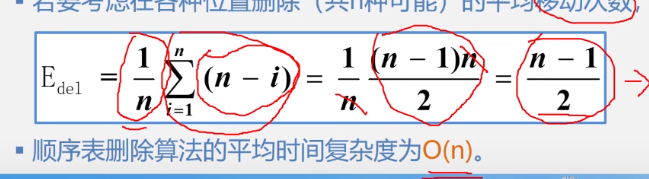 若要考虑在各种位置删除（共n种可能）的平均移动次数，
E_del = 1/n ∑_{i=1}^{n} (n − i) = 1/n (n − 1)n/2 = (n − 1)/2
顺序表删除算法的平均时间复杂度为O(n)。